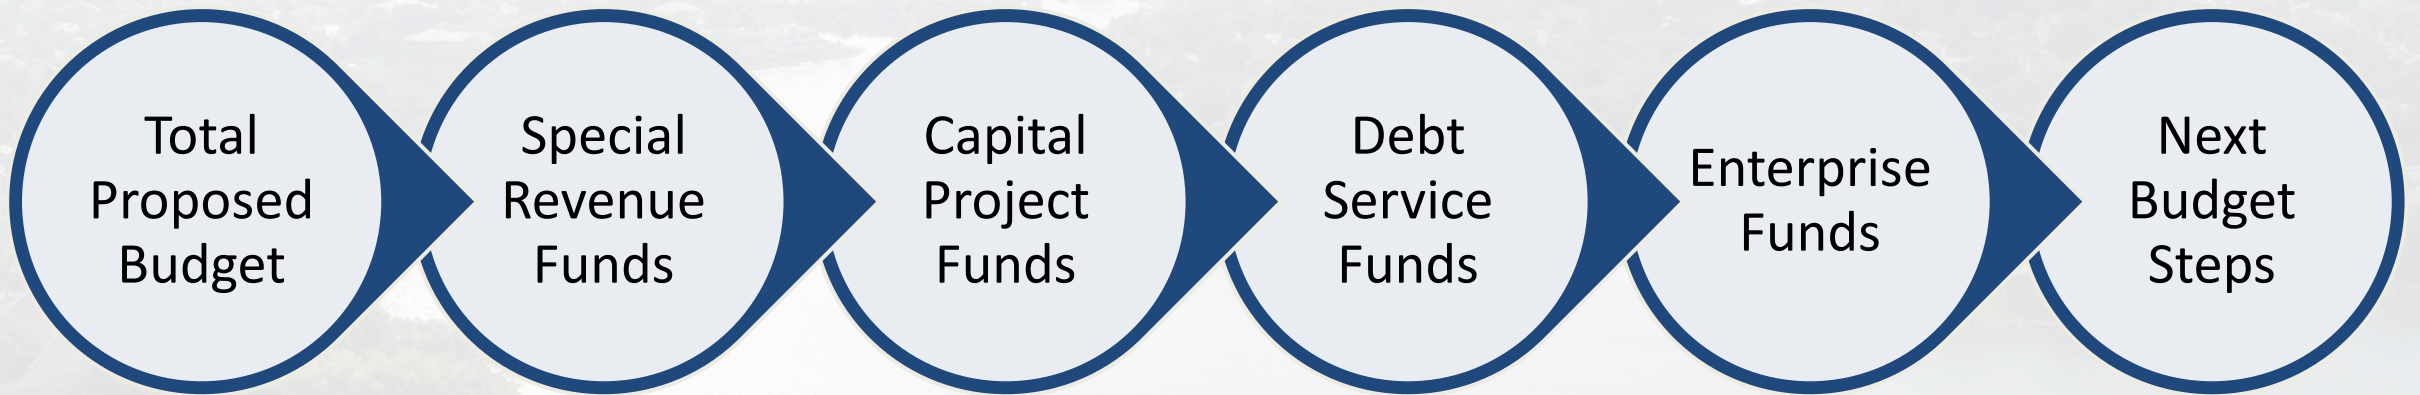 Total
Proposed
Budget
Special
Revenue
Funds
Capital
Project
Funds
Debt
Service
Funds
Enterprise
Funds
Next
Budget
Steps